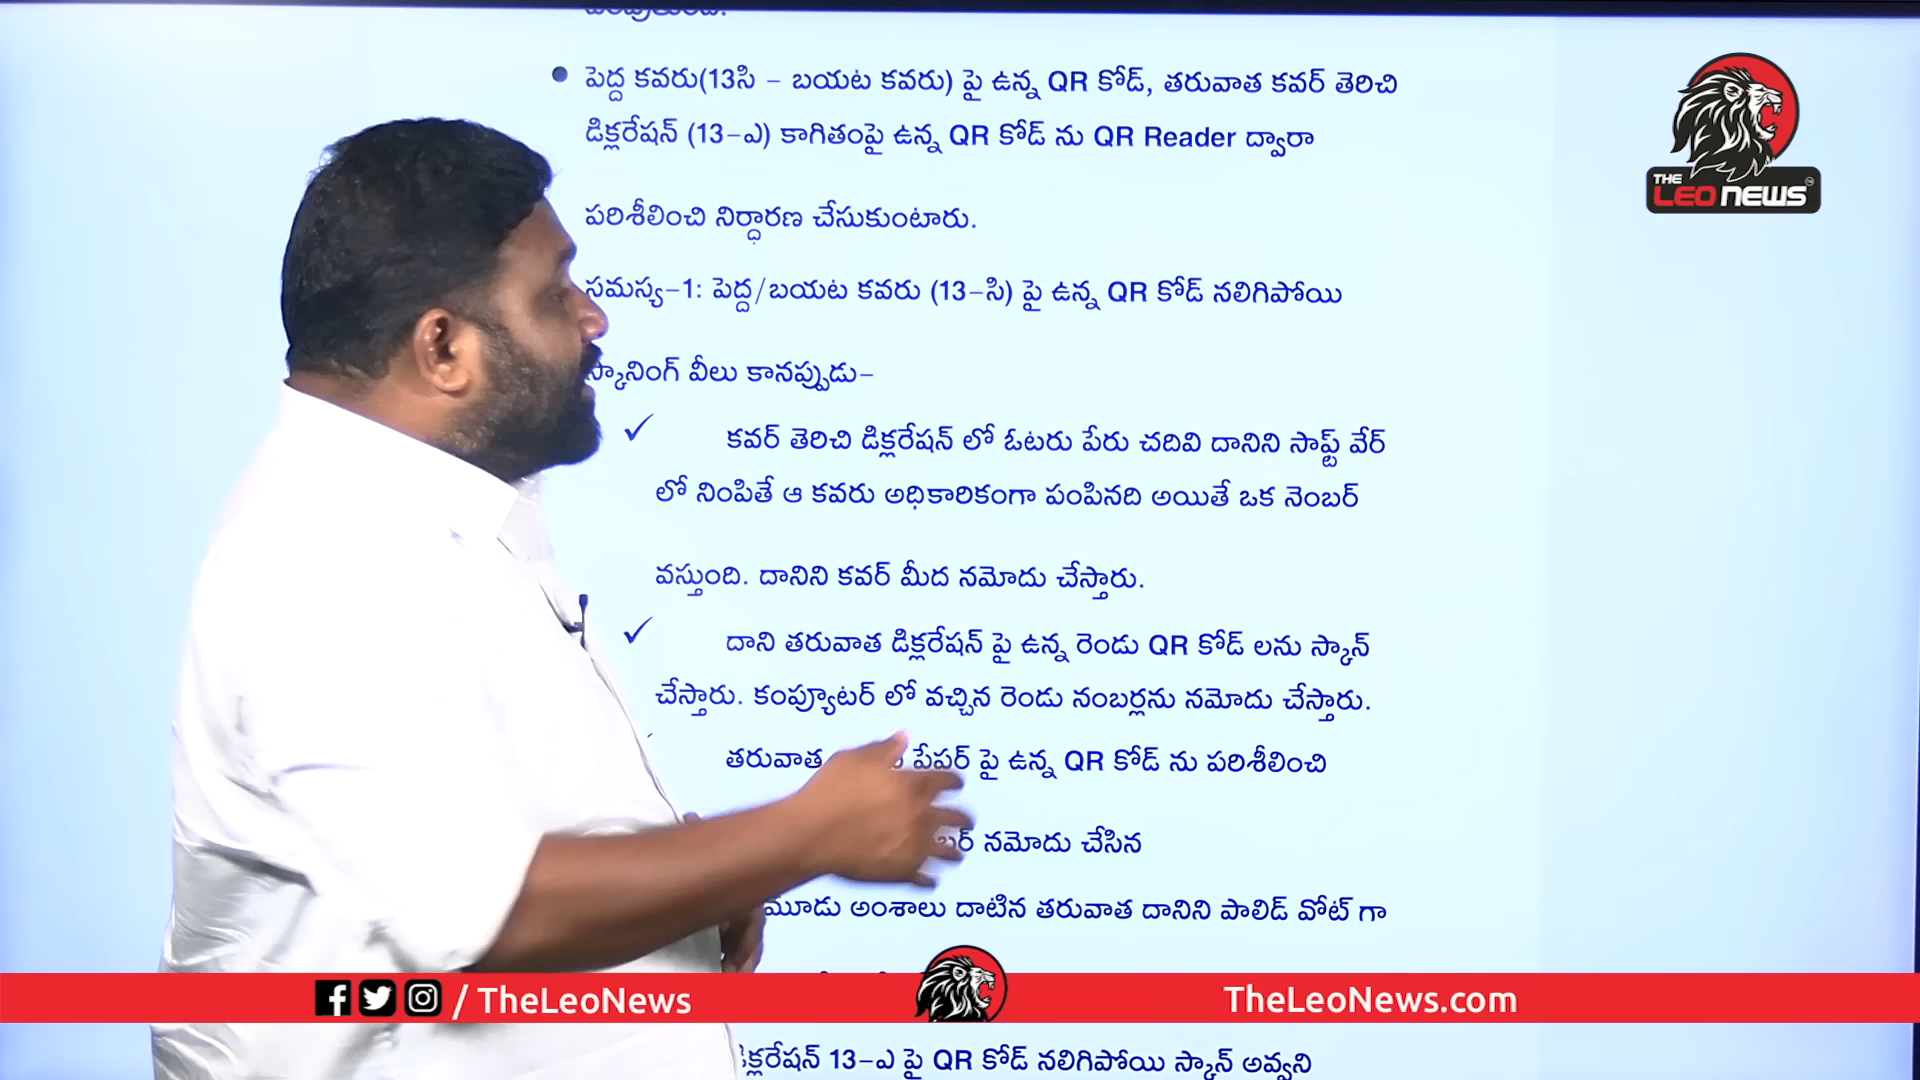 పెద్ద కవరు(13సి – బయట కవరు) పై ఉన్న QR కోడ్, తరువాత కవర్ తెరిచి
డిక్లరేషన్ (13–ఎ) కాగితంపై ఉన్న QR కోడ్ ను QR Reader ద్వారా
పరిశీలించి నిర్ధారణ చేసుకుంటారు.
సమస్య–1: పెద్ద/బయట కవరు (13–సి) పై ఉన్న QR కోడ్ నలిగిపోయి
స్కానింగ్ వీలు కానప్పుడు–
✓ కవర్ తెరిచి డిక్లరేషన్ లో ఓటరు పేరు చదివి దానిని సాఫ్ట్ వేర్
లో నింపితే ఆ కవరు అధికారికంగా పంపినది అయితే ఒక నెంబర్
వస్తుంది. దానిని కవర్ మీద నమోదు చేస్తారు.
✓ దాని తరువాత డిక్లరేషన్ పై ఉన్న రెండు QR కోడ్ లను స్కాన్
చేస్తారు. కంప్యూటర్ లో వచ్చిన రెండు నంబర్లను నమోదు చేస్తారు.
తరువాత పేపర్ పై ఉన్న QR కోడ్ ను పరిశీలించి
నమోదు చేసిన
మూడు అంశాలు దాటిన తరువాత దానిని పాలిడ్ వోట్ గా
13–ఎ పై QR కోడ్ నలిగిపోయి స్కాన్ అవ్వని
THE
LEO NEWS
/ TheLeoNews
TheLeoNews.com